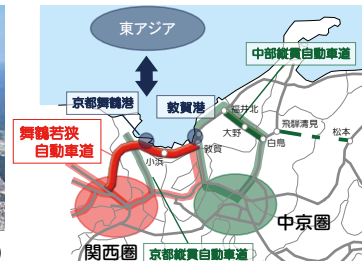 東アジア
中部縦貫自動車道
京都舞鶴港
敦賀港
福井北
大野
飛騨清見
松本
白鳥
舞鶴若狭
自動車道
小浜
敦賀
中京圏
関西圏
京都縦貫自動車道